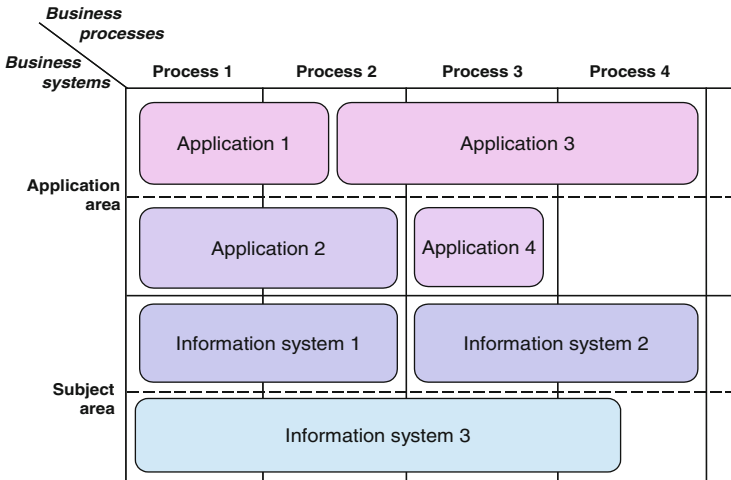 Business
processes
Business
systems
Process 1 Process 2 Process 3 Process 4
Application 1 Application 3
Application
area
Application 2 Application 4
Information system 1 Information system 2
Subject
area
Information system 3